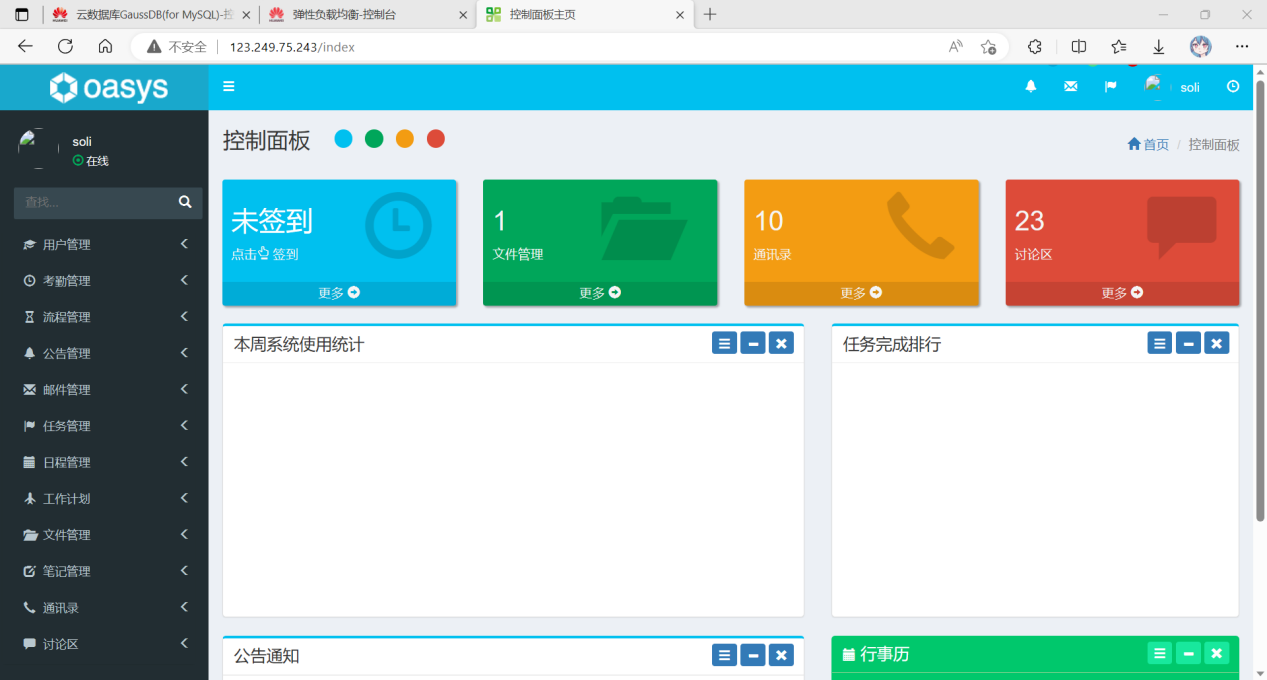 云数据库GaussDB(for MySQL)-控
弹性负载均衡-控制台
控制面板主页
不安全
123.249.75.243/index
oasys
soli
soli
在线
查找...
用户管理
考勤管理
流程管理
公告管理
邮件管理
任务管理
日程管理
工作计划
文件管理
笔记管理
通讯录
讨论区
控制面板
首页 / 控制面板
未签到
点击 签到
更多
1
文件管理
更多
10
通讯录
更多
23
讨论区
更多
本周系统使用统计
任务完成排行
公告通知
行事历